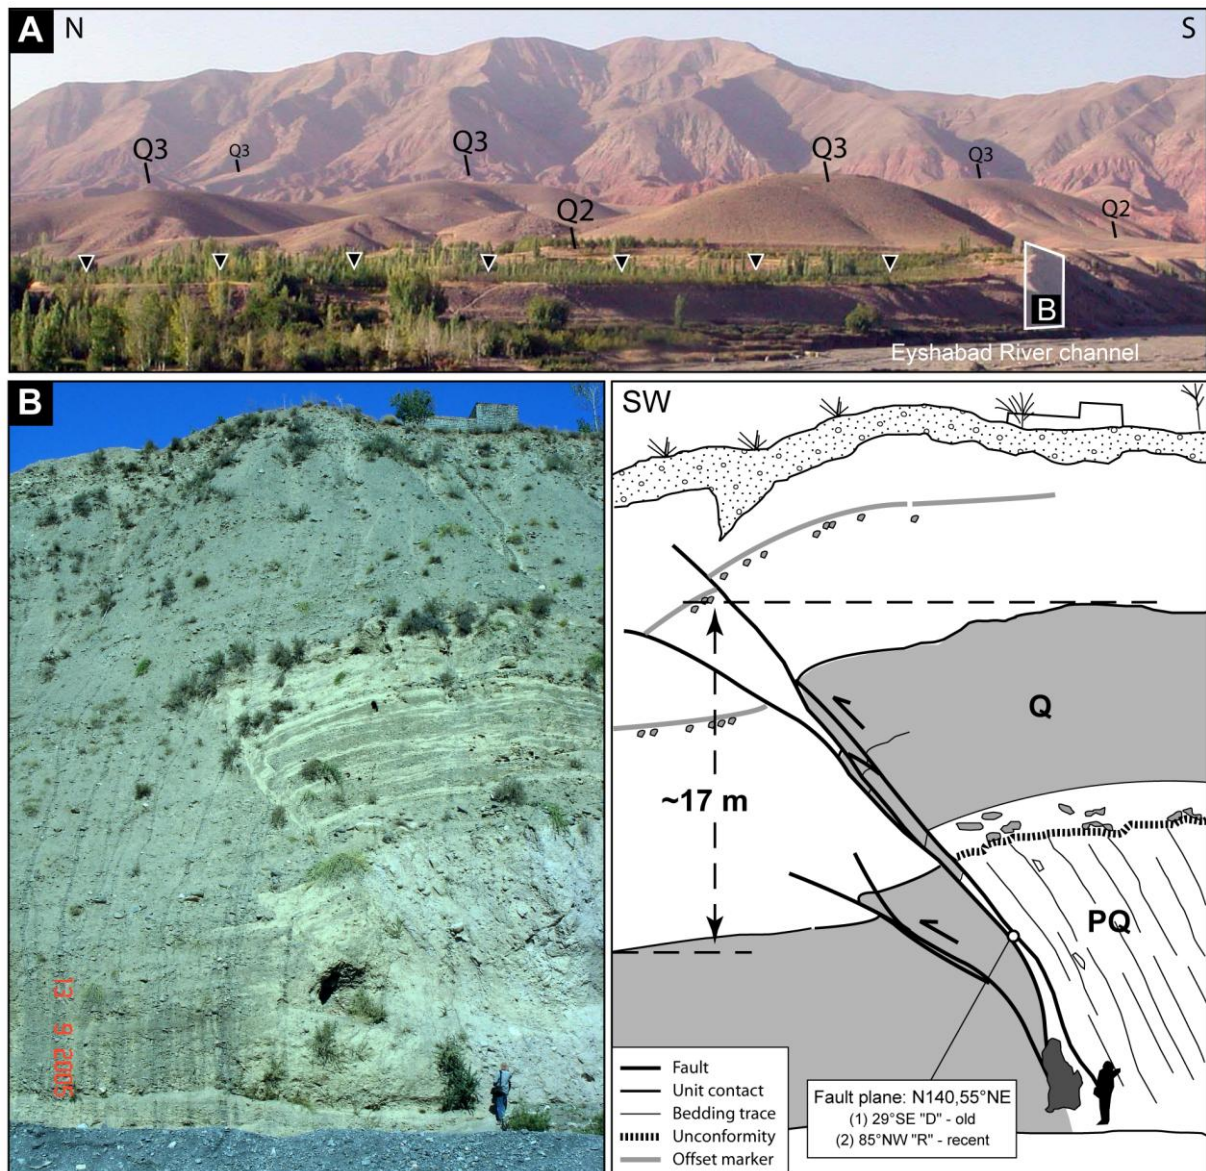 A N S
Q3 Q3 Q3 Q3 Q3
Q2 Q2
B
Eyshabad River channel
B
13 9 2005
SW
Q
~17 m
PQ
Fault
Unit contact
Bedding trace
Unconformity
Offset marker
Fault plane: N140,55°NE
(1) 29°SE "D" - old
(2) 85°NW "R" - recent